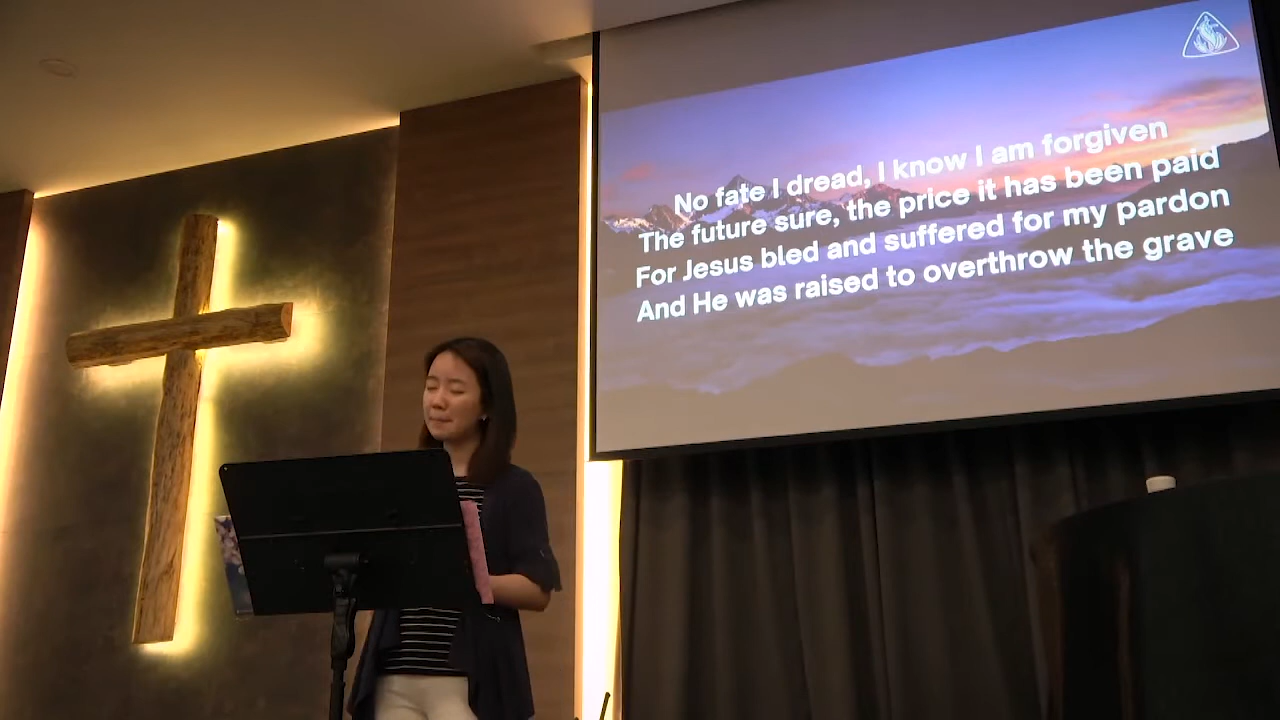 No fate I dread, I know I am forgiven
The future sure, the price it has been paid
For Jesus bled and suffered for my pardon
And He was raised to overthrow the grave